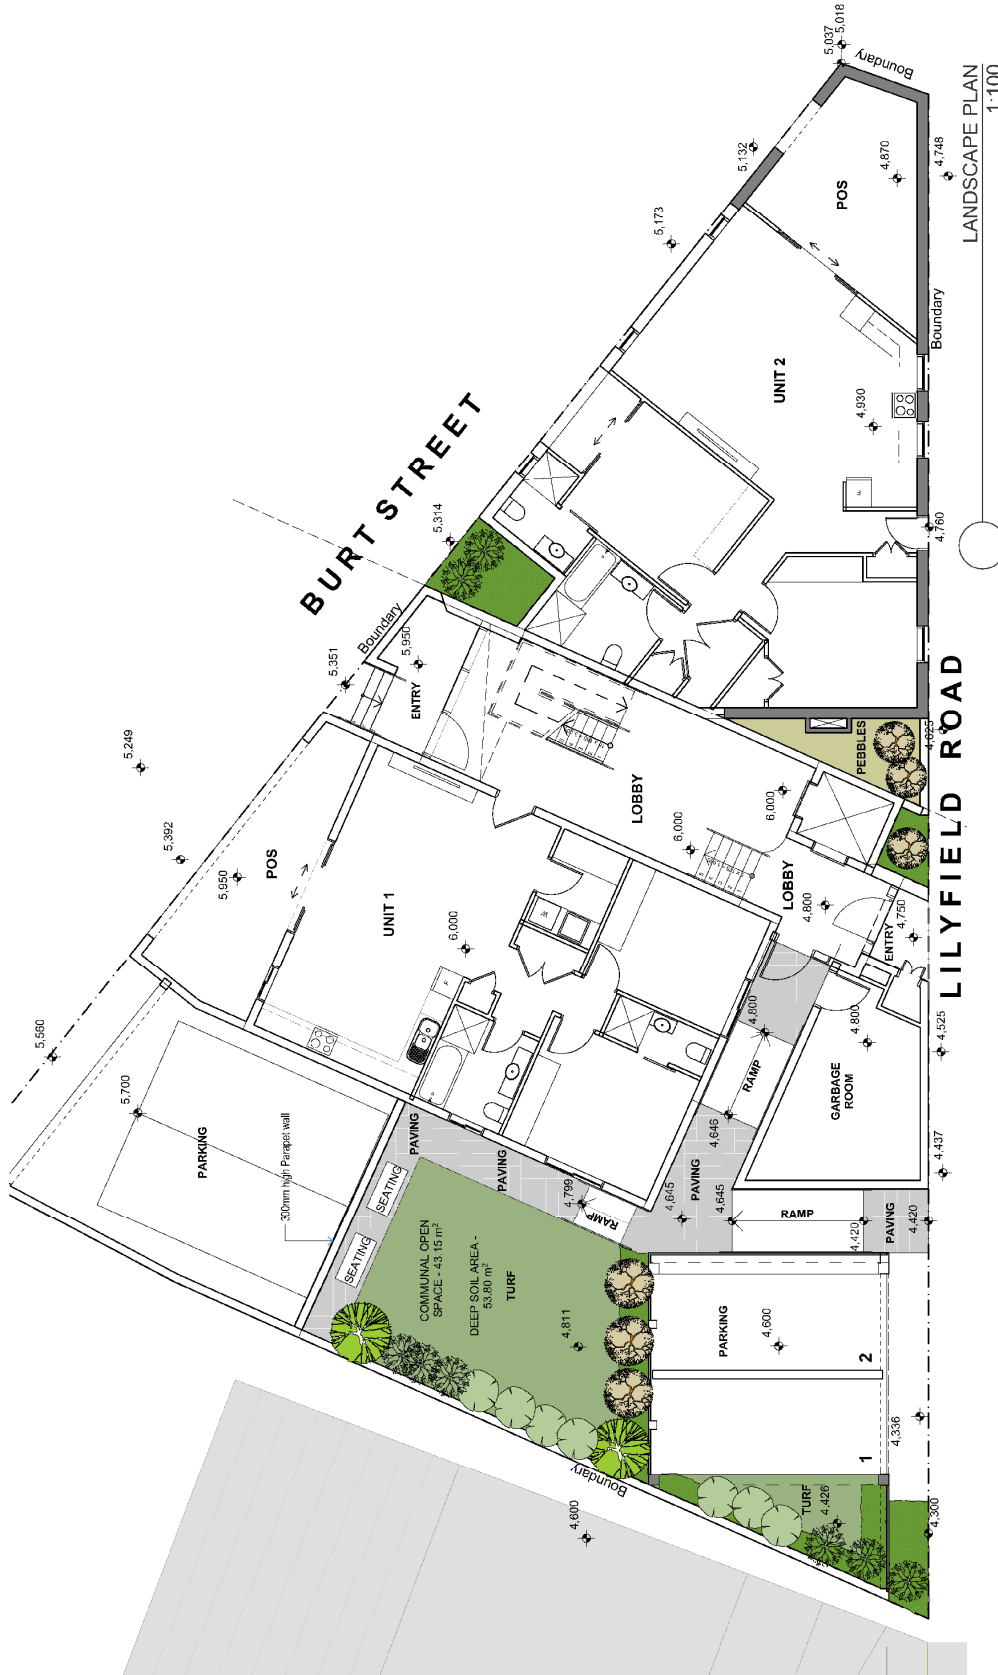 5,037
5,018
Boundary
LANDSCAPE PLAN
1:100
5,132
4,870
4,748
POS
5,173
Boundary
UNIT 2
4,930
F
BURT STREET
5,314
4,760
Boundary
5,351
5,950
ENTRY
5,249
PEBBLES
4,625
LOBBY
6,000
6,000
5,392
5,950
POS
UNIT 1
6,000
W
F
LOBBY
4,800
ENTRY
4,750
LILYFIELD ROAD
5,560
5,700
PARKING
300mm high Parapet wall
4,800
RAMP
4,646
4,800
GARBAGE
ROOM
4,525
4,437
PAVING
PAVING
SEATING
SEATING
4,799
RAMP
4,645
PAVING
4,645
RAMP
4,420
PAVING
4,420
COMMUNAL OPEN
SPACE - 43.15 m²
DEEP SOIL AREA -
53.80 m²
TURF
4,811
PARKING
4,600
2
1
4,336
Boundary
4,600
TURF
4,426
4,300